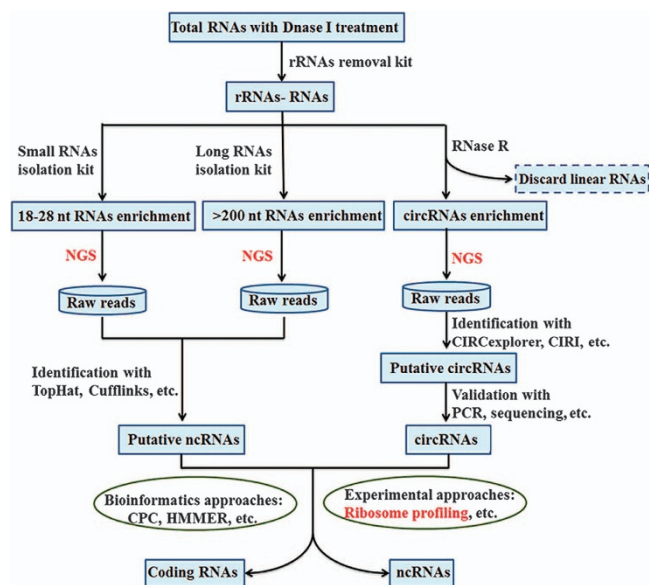 Total RNAs with Dnase I treatment
rRNAs removal kit
rRNAs- RNAs
Small RNAs
isolation kit
Long RNAs
isolation kit
RNase R
Discard linear RNAs
18-28 nt RNAs enrichment
>200 nt RNAs enrichment
circRNAs enrichment
NGS
NGS
NGS
Raw reads
Raw reads
Raw reads
Identification with
CIRCexplorer, CIRI, etc.
Identification with
TopHat, Cufflinks, etc.
Putative circRNAs
Validation with
PCR, sequencing, etc.
Putative ncRNAs
circRNAs
Bioinformatics approaches:
CPC, HMMER, etc.
Experimental approaches:
Ribosome profiling, etc.
Coding RNAs
ncRNAs